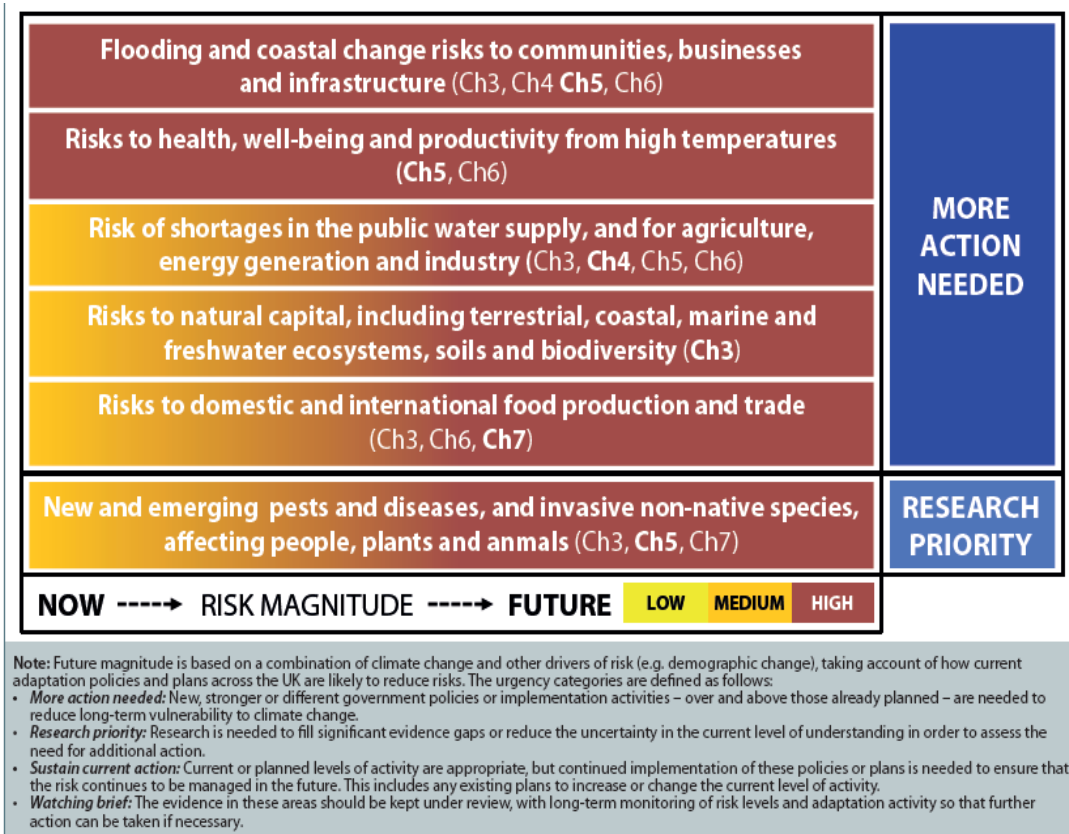 Flooding and coastal change risks to communities, businesses
and infrastructure (Ch3, Ch4 Ch5, Ch6)
Risks to health, well-being and productivity from high temperatures
(Ch5, Ch6)
Risk of shortages in the public water supply, and for agriculture,
energy generation and industry (Ch3, Ch4, Ch5, Ch6)
Risks to natural capital, including terrestrial, coastal, marine and
freshwater ecosystems, soils and biodiversity (Ch3)
Risks to domestic and international food production and trade
(Ch3, Ch6, Ch7)
MORE
ACTION
NEEDED
New and emerging pests and diseases, and invasive non-native species,
affecting people, plants and anmals (Ch3, Ch5, Ch7)
RESEARCH
PRIORITY
NOW ----→ RISK MAGNITUDE ----→ FUTURE LOW MEDIUM HIGH
Note: Future magnitude is based on a combination of climate change and other drivers of risk (e.g. demographic change), taking account of how current
adaptation policies and plans across the UK are likely to reduce risks. The urgency categories are defined as follows:
• More action needed: New, stronger or different government policies or implementation activities – over and above those already planned – are needed to
reduce long-term vulnerability to climate change.
• Research priority: Research is needed to fill significant evidence gaps or reduce the uncertainty in the current level of understanding in order to assess the
need for additional action.
• Sustain current action: Current or planned levels of activity are appropriate, but continued implementation of these policies or plans is needed to ensure that
the risk continues to be managed in the future. This includes any existing plans to increase or change the current level of activity.
• Watching brief: The evidence in these areas should be kept under review, with long-term monitoring of risk levels and adaptation activity so that further
action can be taken if necessary.